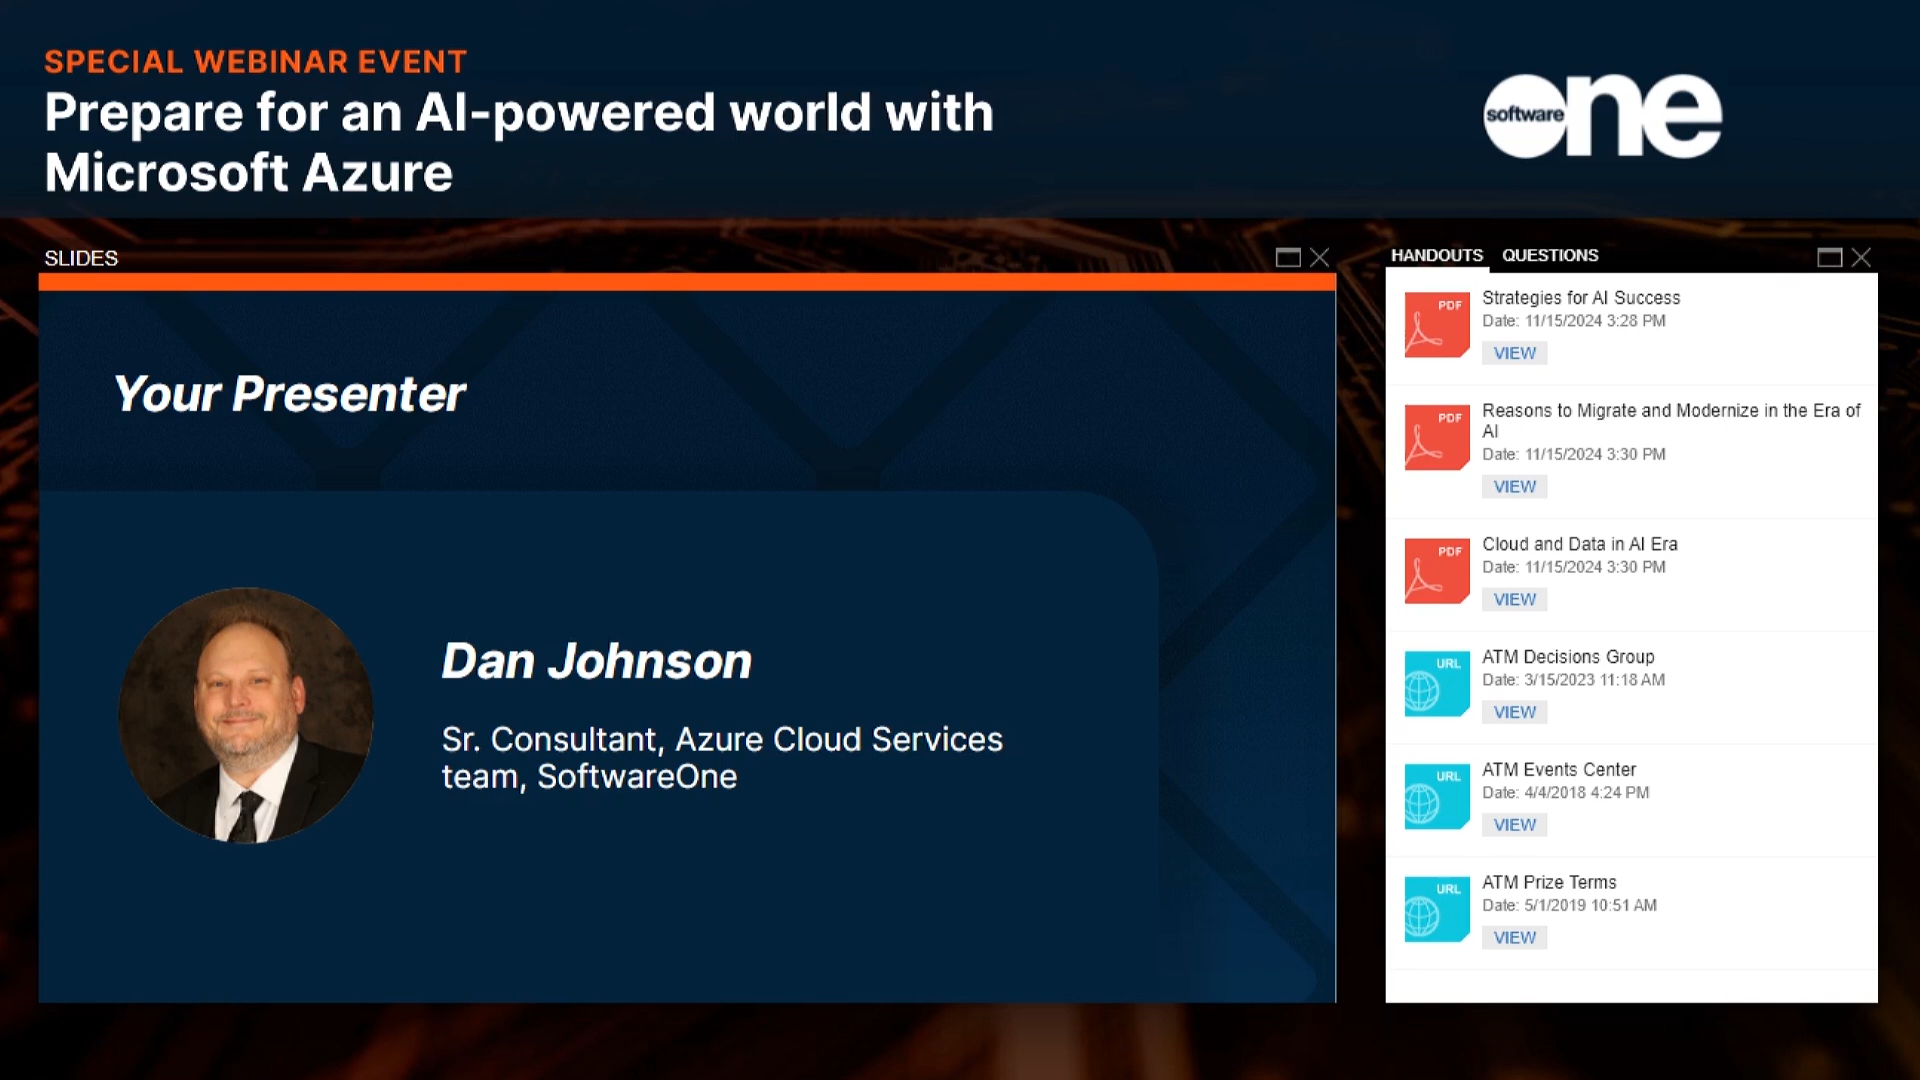 SPECIAL WEBINAR EVENT
Prepare for an AI-powered world with
Microsoft Azure
software
one
SLIDES
Your Presenter
Dan Johnson
Sr. Consultant, Azure Cloud Services
team, SoftwareOne
HANDOUTS QUESTIONS
PDF
Strategies for AI Success
Date: 11/15/2024 3:28 PM
VIEW
PDF
Reasons to Migrate and Modernize in the Era of
AI
Date: 11/15/2024 3:30 PM
VIEW
PDF
Cloud and Data in AI Era
Date: 11/15/2024 3:30 PM
VIEW
URL
ATM Decisions Group
Date: 3/15/2023 11:18 AM
VIEW
URL
ATM Events Center
Date: 4/4/2018 4:24 PM
VIEW
URL
ATM Prize Terms
Date: 5/1/2019 10:51 AM
VIEW